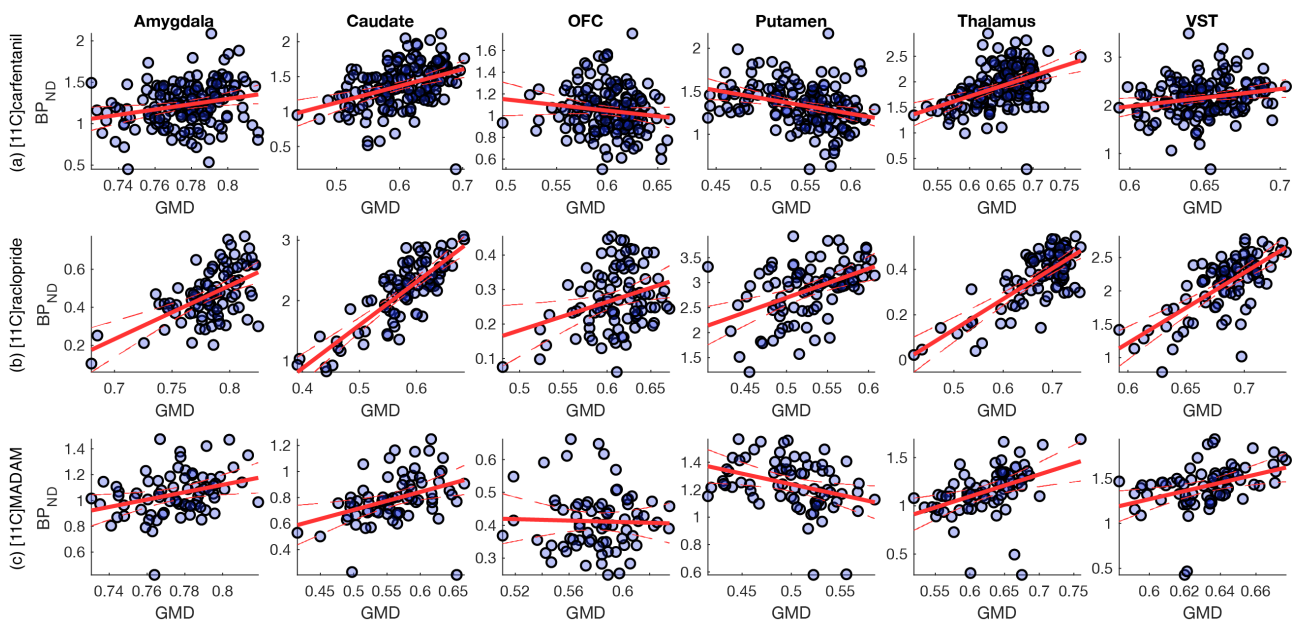 Amygdala Caudate OFC Putamen Thalamus VST
(a) [11C]carfentanil
BP_ND
2 1.5 1 0.5
0.74 0.76 0.78 0.8
GMD
2 1.5 1 0.5
0.5 0.6 0.7
GMD
1.6 1.4 1.2 1 0.8 0.6
0.5 0.55 0.6 0.65
GMD
2 1.5 1
0.45 0.5 0.55 0.6
GMD
2.5 2 1.5 1 0.5
0.55 0.6 0.65 0.7 0.75
GMD
3 2 1
0.6 0.65 0.7
GMD
(b) [11C]raclopride
BP_ND
0.6 0.4 0.2
0.7 0.75 0.8
GMD
3 2 1
0.4 0.5 0.6
GMD
0.4 0.3 0.2 0.1
0.5 0.55 0.6 0.65
GMD
3.5 3 2.5 2 1.5
0.4 0.45 0.5 0.55 0.6
GMD
0.4 0.2 0
0.5 0.6 0.7
GMD
2.5 2 1.5 1
0.6 0.65 0.7
GMD
(c) [11C]MADAM
BP_ND
1.4 1.2 1 0.8 0.6
0.74 0.76 0.78 0.8
GMD
1.2 1 0.8 0.6 0.4
0.45 0.5 0.55 0.6 0.65
GMD
0.6 0.5 0.4 0.3
0.52 0.56 0.6
GMD
1.4 1.2 1 0.8 0.6
0.45 0.5 0.55
GMD
1.5 1 0.5
0.55 0.6 0.65 0.7 0.75
GMD
1.5 1 0.5
0.6 0.62 0.64 0.66
GMD